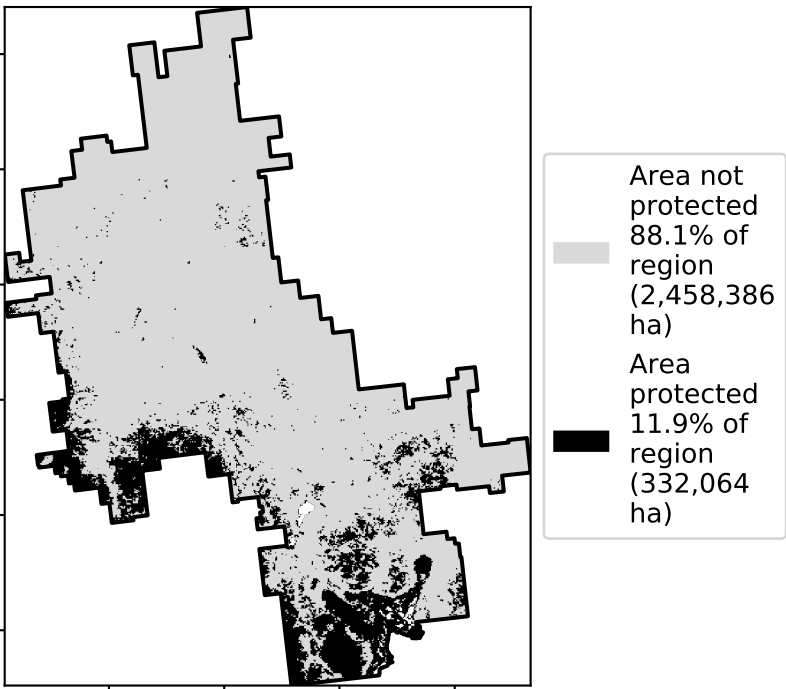 Area not
protected
88.1% of
region
(2,458,386
ha)
Area
protected
11.9% of
region
(332,064
ha)